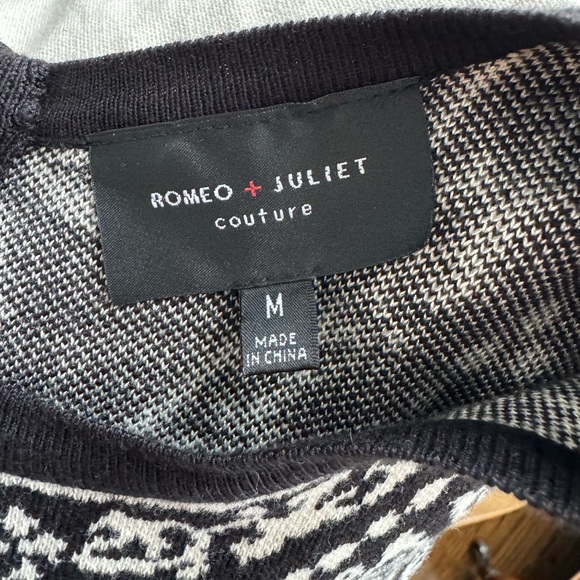 ROMEO + JULIET
couture
M
MADE
IN CHINA